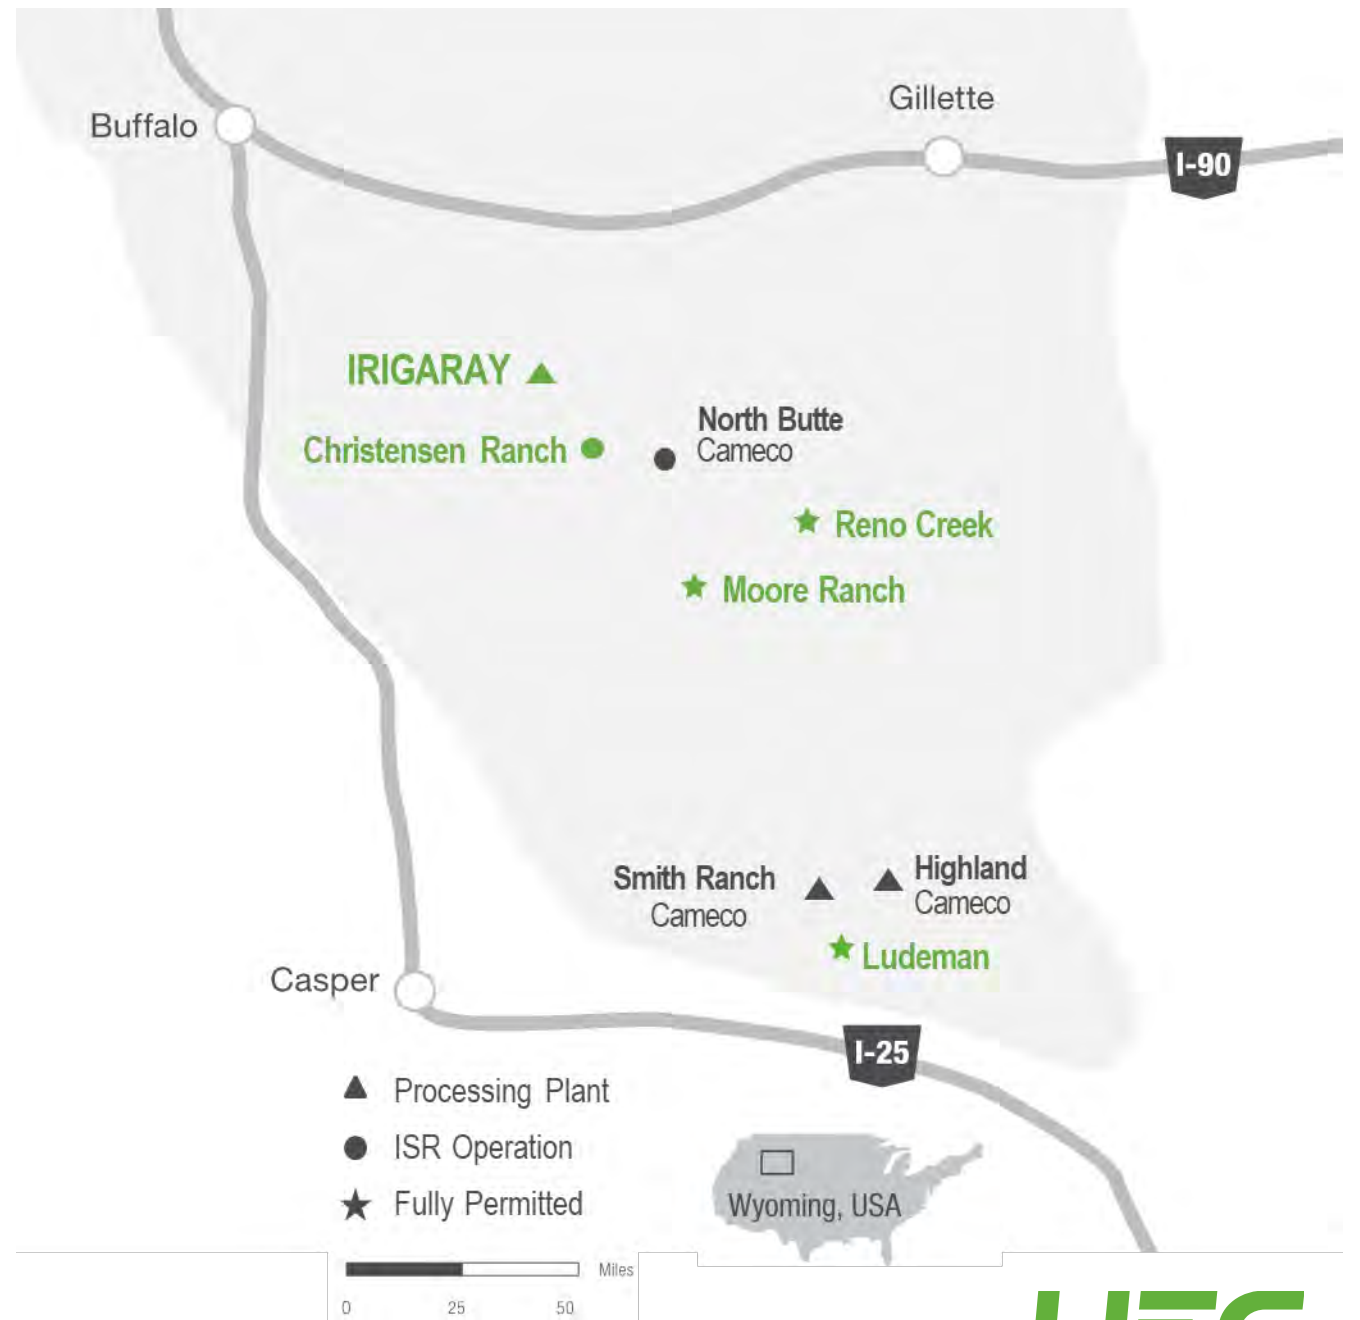 Gillette
Buffalo
I-90
IRIGARAY
North Butte
Cameco
Christensen Ranch
Reno Creek
Moore Ranch
Smith Ranch
Cameco
Highland
Cameco
Ludeman
Casper
I-25
Processing Plant
ISR Operation
Fully Permitted
Wyoming, USA
Miles
0 25 50